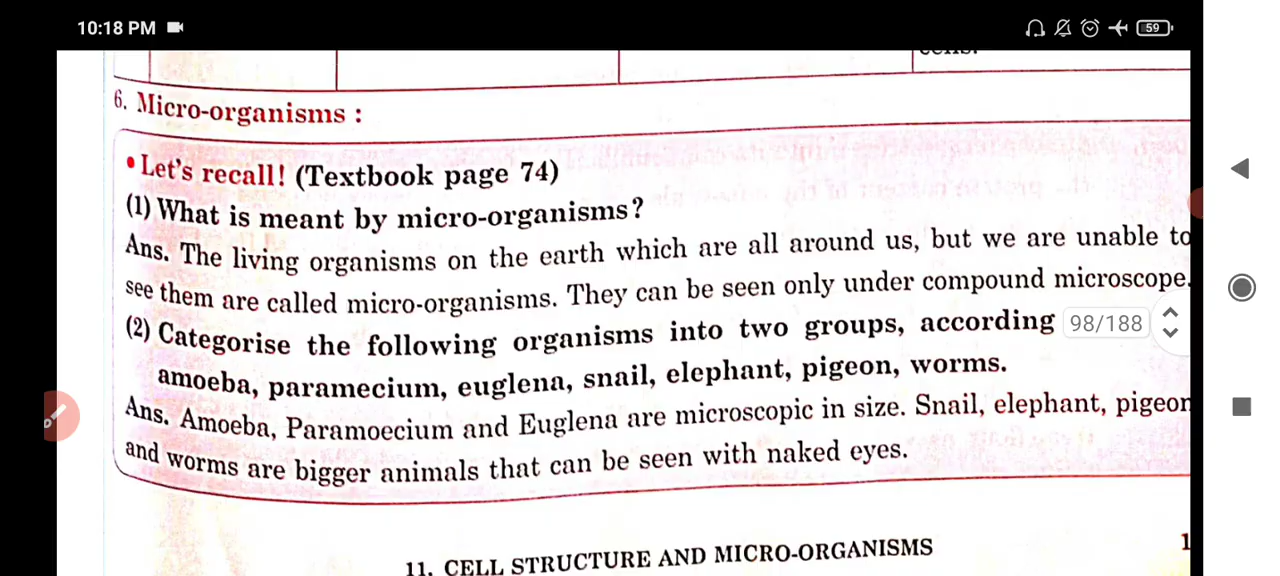 10:18 PM
59
cells.
6. Micro-organisms :
• Let's recall! (Textbook page 74)
(1) What is meant by micro-organisms?
Ans. The living organisms on the earth which are all around us, but we are unable to
see them are called micro-organisms. They can be seen only under compound microscope.
(2) Categorise the following organisms into two groups, according
98/188
amoeba, paramecium, euglena, snail, elephant, pigeon, worms.
Ans. Amoeba, Paramoecium and Euglena are microscopic in size. Snail, elephant, pigeon
and worms are bigger animals that can be seen with naked eyes.
11. CELL STRUCTURE AND MICRO-ORGANISMS
1